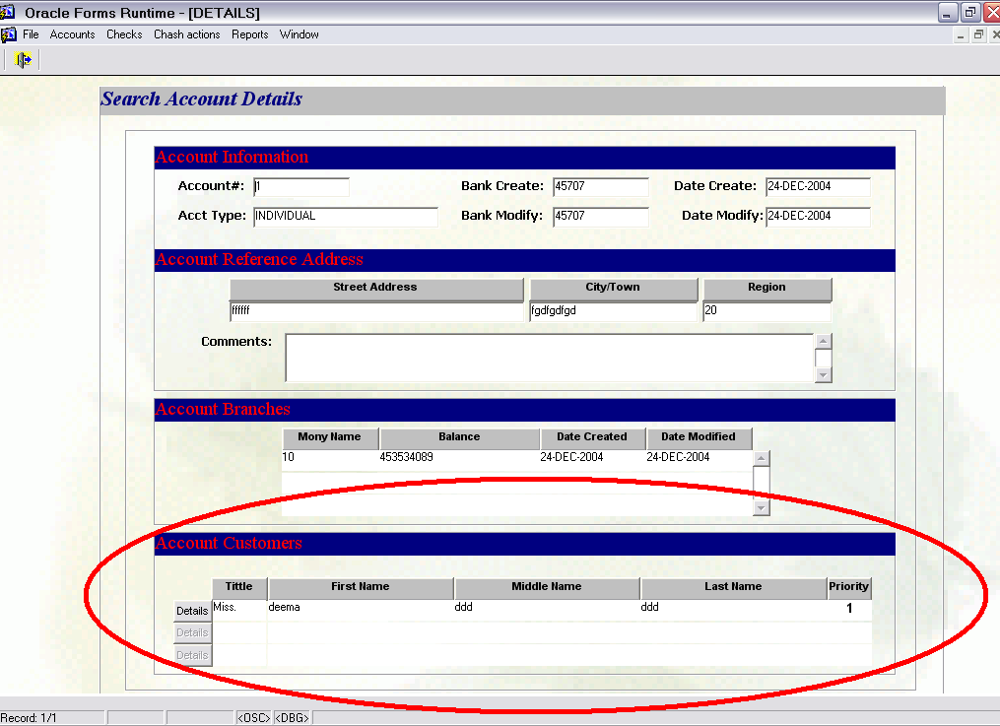 Oracle Forms Runtime - [DETAILS]
File Accounts Checks Chash actions Reports Window
Search Account Details
Account Information
Account#: 1 Bank Create: 45707 Date Create: 24-DEC-2004
Acct Type: INDIVIDUAL Bank Modify: 45707 Date Modify: 24-DEC-2004
Account Reference Address
Street Address City/Town Region
ffffff fgdfgdfgd 20
Comments:
Account Branches
Mony Name Balance Date Created Date Modified
10 453534089 24-DEC-2004 24-DEC-2004
Account Customers
Tittle First Name Middle Name Last Name Priority
Details Miss. deema ddd ddd 1
Details
Details
Record: 1/1 <OSC> <DBG>